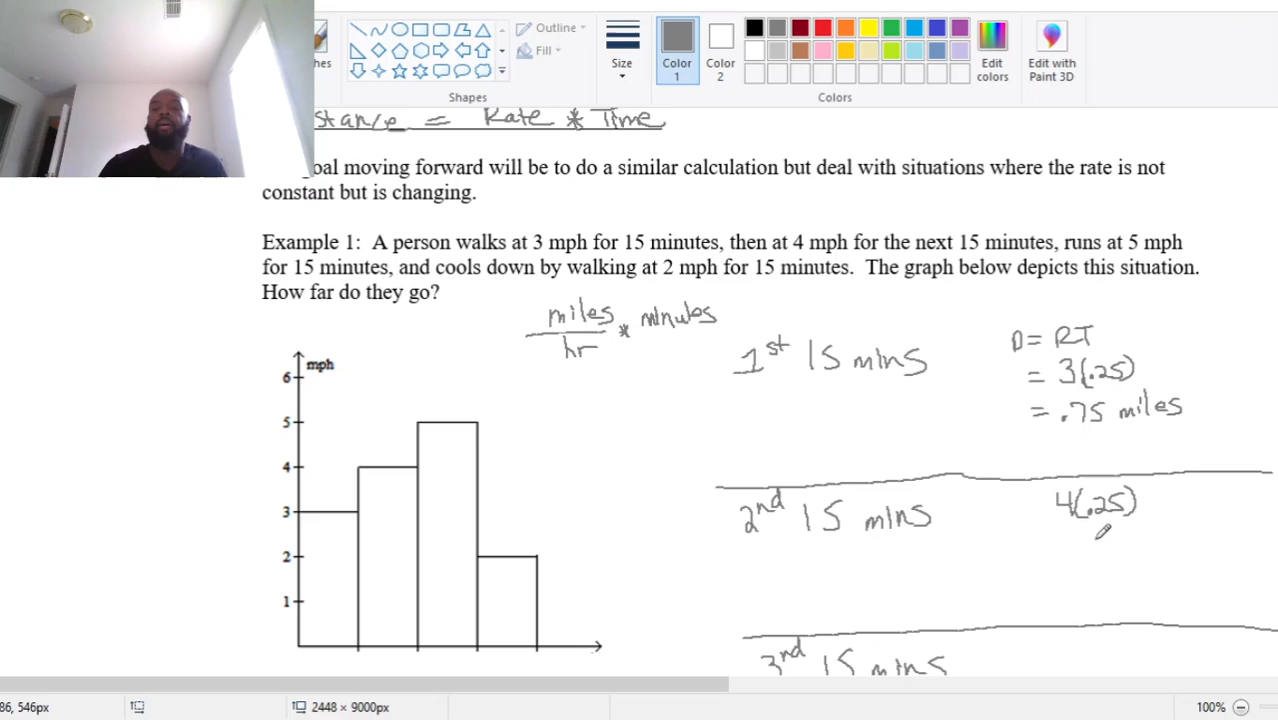 Outline
Fill
hes
Size
Color 1
Color 2
Edit colors
Edit with Paint 3D
Shapes
Colors
stance = Rate * Time
oal moving forward will be to do a similar calculation but deal with situations where the rate is not
constant but is changing.
Example 1: A person walks at 3 mph for 15 minutes, then at 4 mph for the next 15 minutes, runs at 5 mph
for 15 minutes, and cools down by walking at 2 mph for 15 minutes. The graph below depicts this situation.
How far do they go?
miles/hr * minutes
1st 15 mins
D = RT
= 3(.25)
= .75 miles
mph
6
5
4
3
2
1
2nd 15 mins
4(.25)
3nd 15 mins
86, 546px
2448 × 9000px
100%